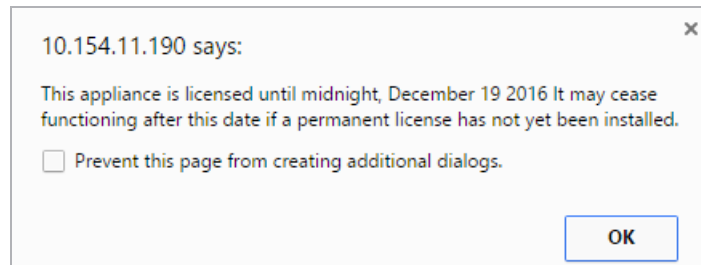 10.154.11.190 says:
This appliance is licensed until midnight, December 19 2016 It may cease
functioning after this date if a permanent license has not yet been installed.
Prevent this page from creating additional dialogs.
OK